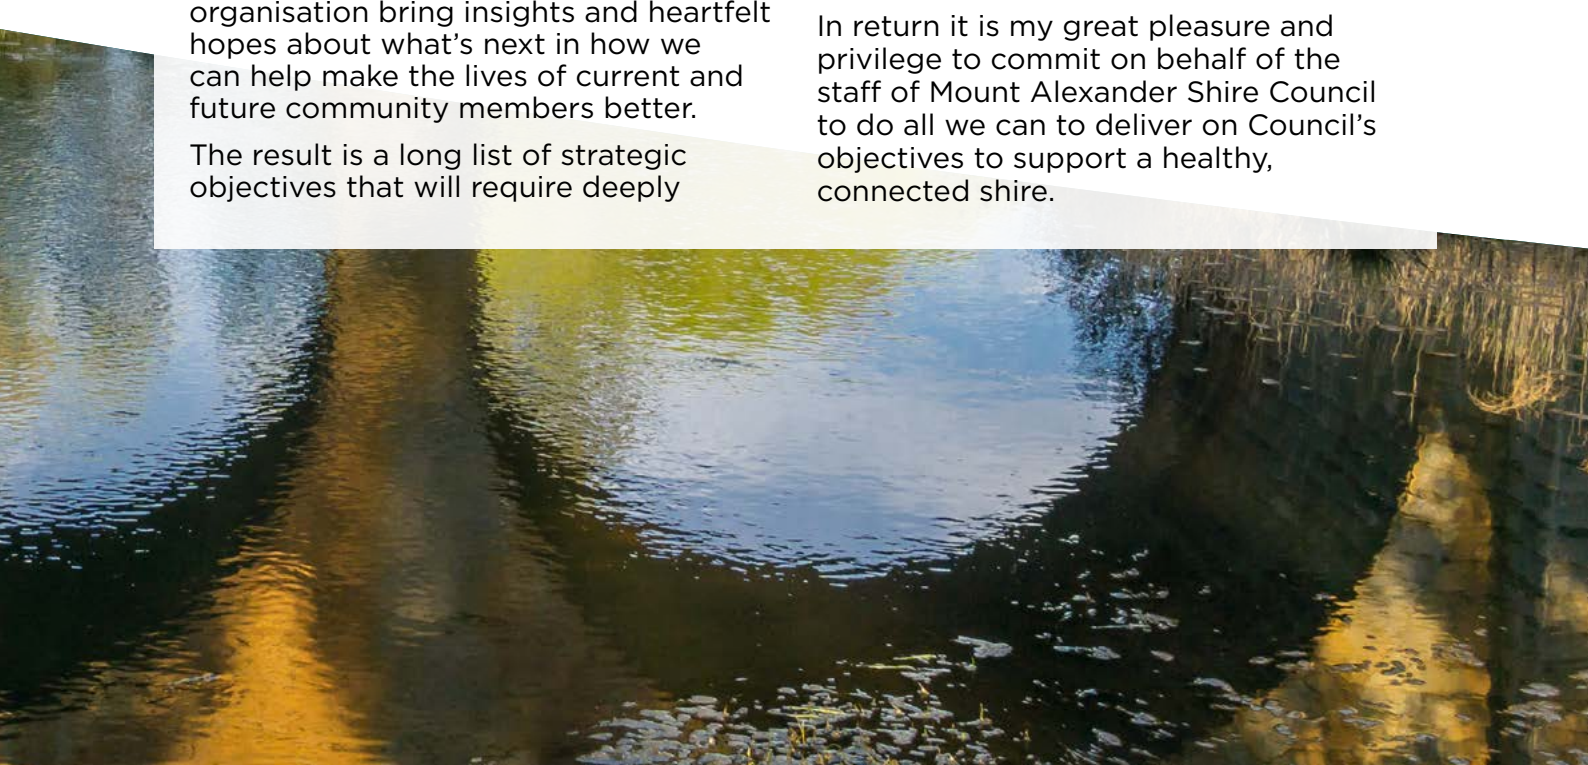 organisation bring insights and heartfelt
hopes about what’s next in how we
can help make the lives of current and
future community members better.
The result is a long list of strategic
objectives that will require deeply
In return it is my great pleasure and
privilege to commit on behalf of the
staff of Mount Alexander Shire Council
to do all we can to deliver on Council’s
objectives to support a healthy,
connected shire.